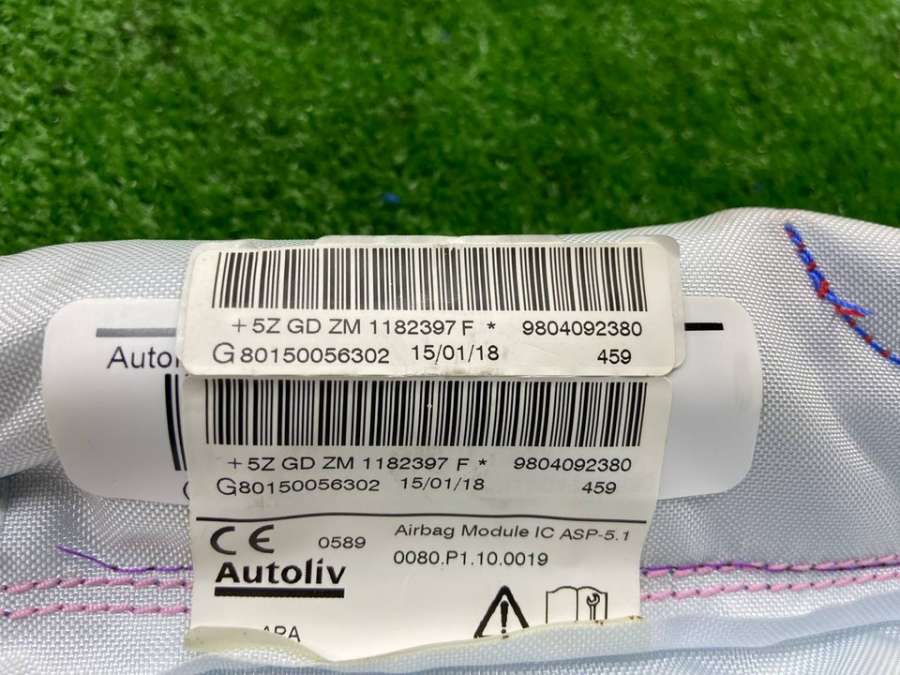 + 5Z GD ZM 1182397 F * 9804092380
G80150056302 15/01/18 459
+ 5Z GD ZM 1182397 F * 9804092380
G80150056302 15/01/18 459
CE 0589 Airbag Module IC ASP-5.1
0080.P1.10.0019
Autoliv